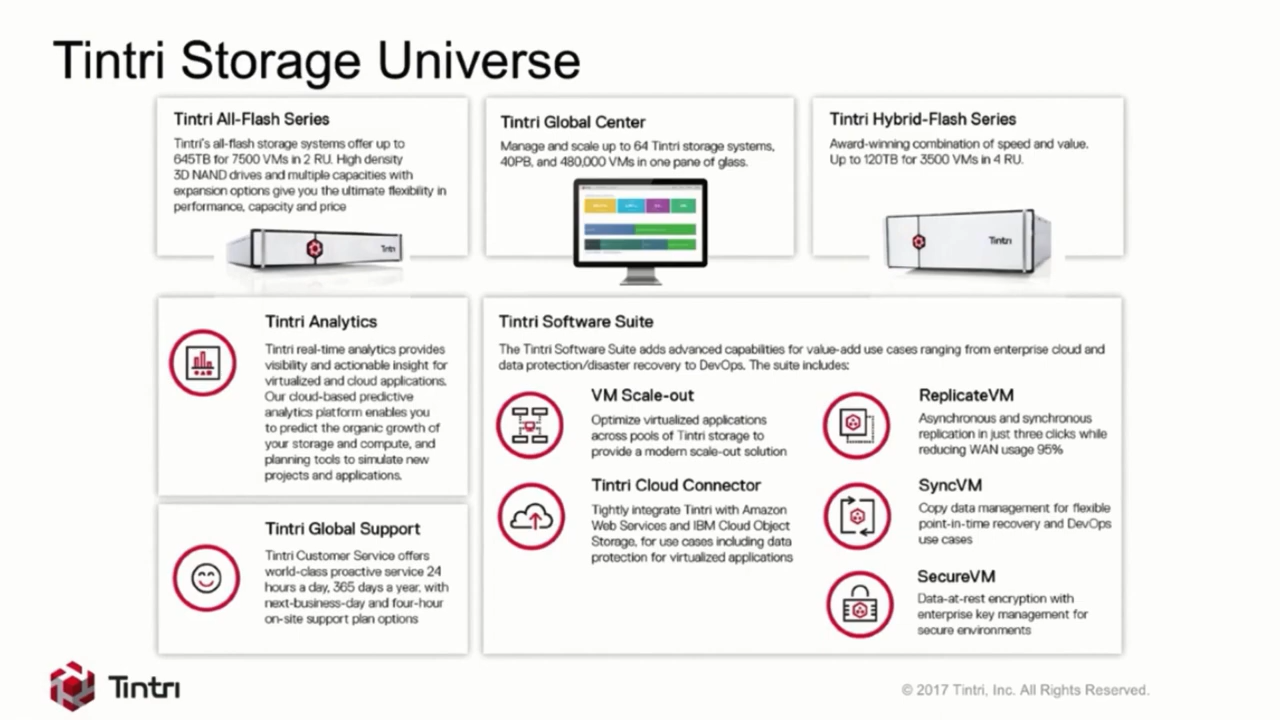 Tintri Storage Universe
Tintri All-Flash Series
Tintri's all-flash storage systems offer up to
645TB for 7500 VMs in 2 RU. High density
3D NAND drives and multiple capacities with
expansion options give you the ultimate flexibility in
performance, capacity and price
Tintri
Tintri Global Center
Manage and scale up to 64 Tintri storage systems,
40PB, and 480,000 VMs in one pane of glass.
Tintri Hybrid-Flash Series
Award-winning combination of speed and value.
Up to 120TB for 3500 VMs in 4 RU.
Tintri
Tintri Analytics
Tintri real-time analytics provides
visibility and actionable insight for
virtualized and cloud applications.
Our cloud-based predictive
analytics platform enables you
to predict the organic growth of
your storage and compute, and
planning tools to simulate new
projects and applications.
Tintri Global Support
Tintri Customer Service offers
world-class proactive service 24
hours a day, 365 days a year, with
next-business-day and four-hour
on-site support plan options
Tintri Software Suite
The Tintri Software Suite adds advanced capabilities for value-add use cases ranging from enterprise cloud and
data protection/disaster recovery to DevOps. The suite includes:
VM Scale-out
Optimize virtualized applications
across pools of Tintri storage to
provide a modern scale-out solution
Tintri Cloud Connector
Tightly integrate Tintri with Amazon
Web Services and IBM Cloud Object
Storage, for use cases including data
protection for virtualized applications
ReplicateVM
Asynchronous and synchronous
replication in just three clicks while
reducing WAN usage 95%
SyncVM
Copy data management for flexible
point-in-time recovery and DevOps
use cases
SecureVM
Data-at-rest encryption with
enterprise key management for
secure environments
Tintri
© 2017 Tintri, Inc. All Rights Reserved.